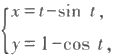 x=t-sin t,
y=1-cos t,